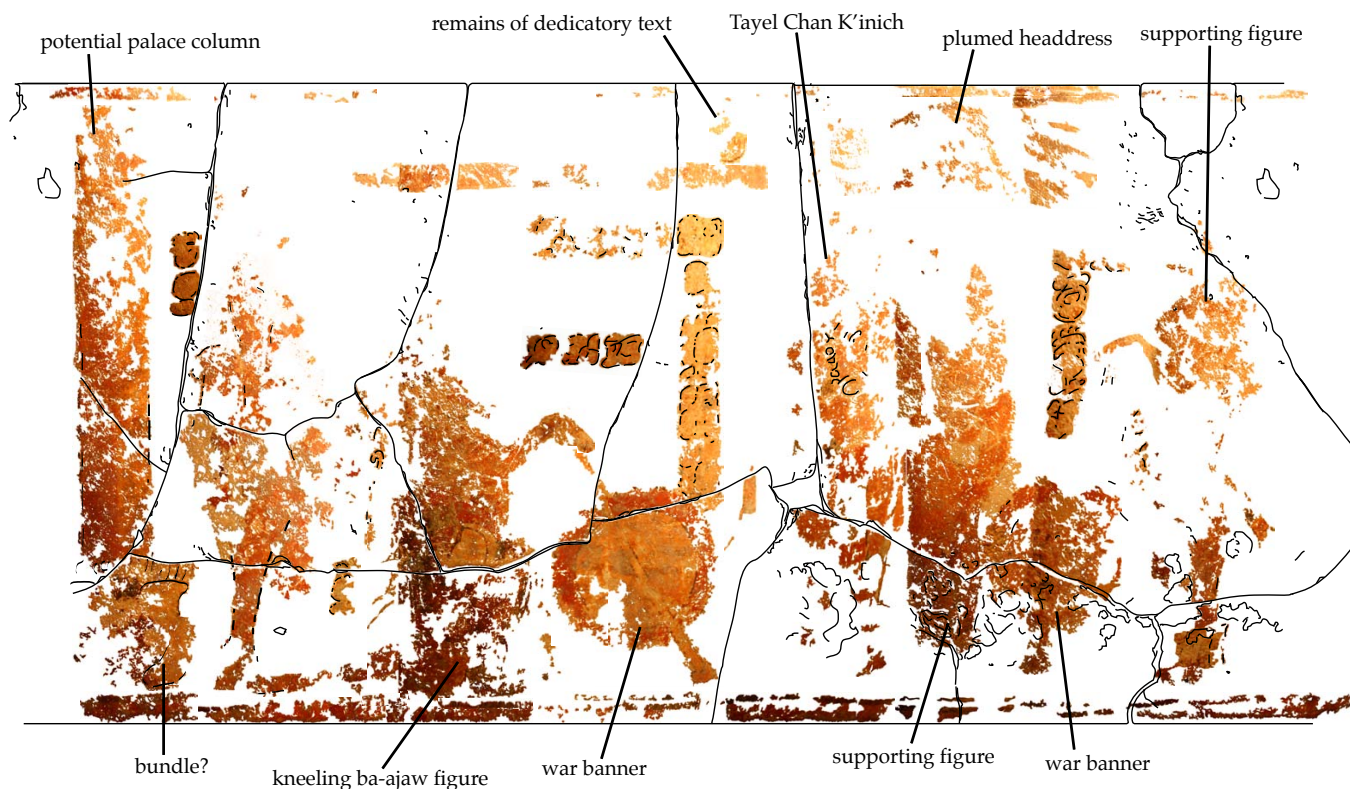 remains of dedicatory text
Tayel Chan K'inich
potential palace column
plumed headdress
supporting figure
bundle?
kneeling ba-ajaw figure
war banner
supporting figure
war banner